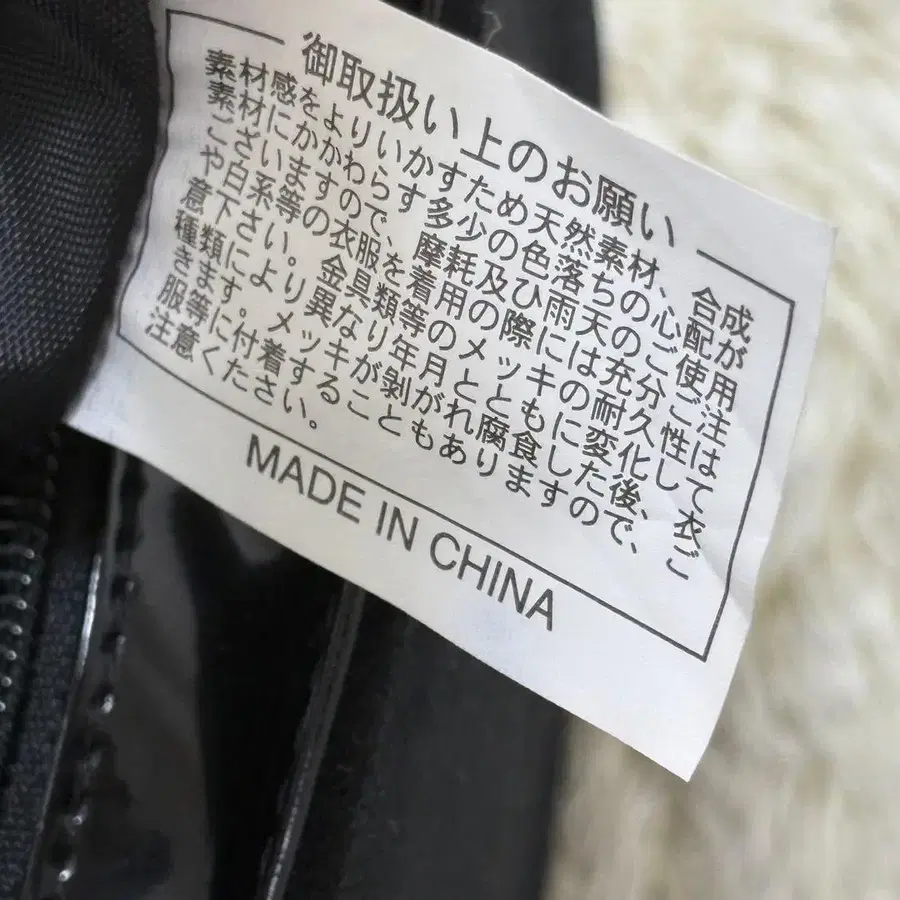 御取扱い上のお願い
素材感をよりいかすため天然素材、合成
素材にかかわらす多少の色落ちの心配が
ございますので、摩耗及ひ雨天のご使用
や白系等の衣服を着用の際には充分ご注
意下さい。金具類等のメッキの耐久性は
種類により異なり年月とともに変化して
きます。メッキが剥がれ腐食した後、衣
服等に付着することもありますので、ご
注意ください。
MADE IN CHINA